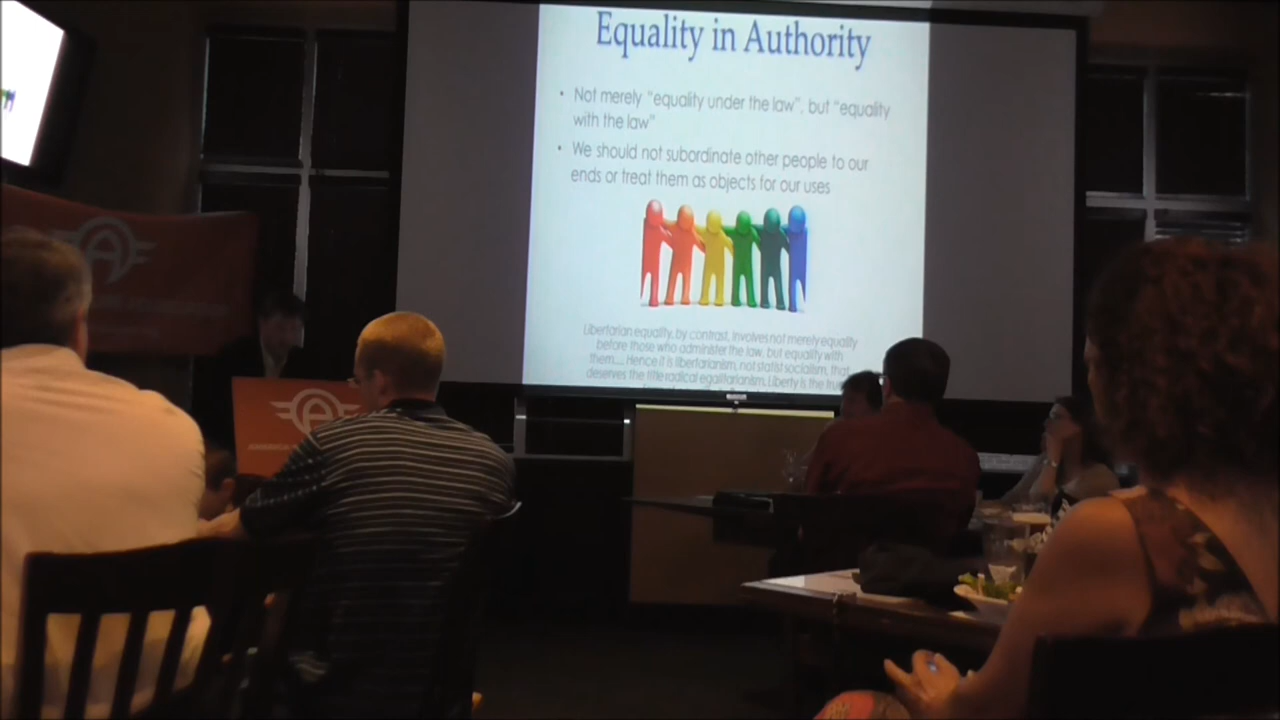 Equality in Authority
• Not merely "equality under the law", but "equality
with the law"
• We should not subordinate other people to our
ends or treat them as objects for our uses
Libertarian equality, by contrast, involves not merely equality
before those who administer the law, but equality with
them.... Hence it is libertarianism, not statist socialism, that
deserves the title radical egalitarianism. Liberty is the true